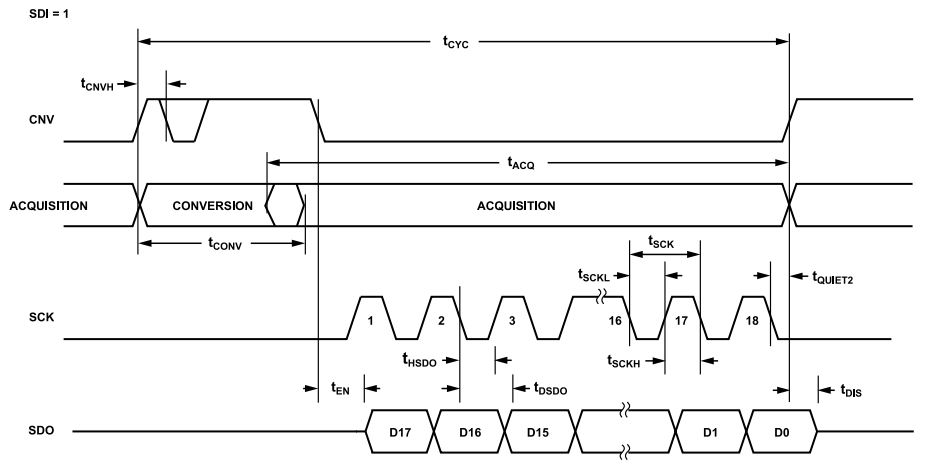 SDI = 1
tCYC
tCNVH
CNV
tACQ
ACQUISITION CONVERSION ACQUISITION
tCONV
tSCK
tSCKL
tQUIET2
SCK 1 2 3 16 17 18
tHSDO
tSCKH
tEN
tDSDO
tDIS
SDO D17 D16 D15 D1 D0